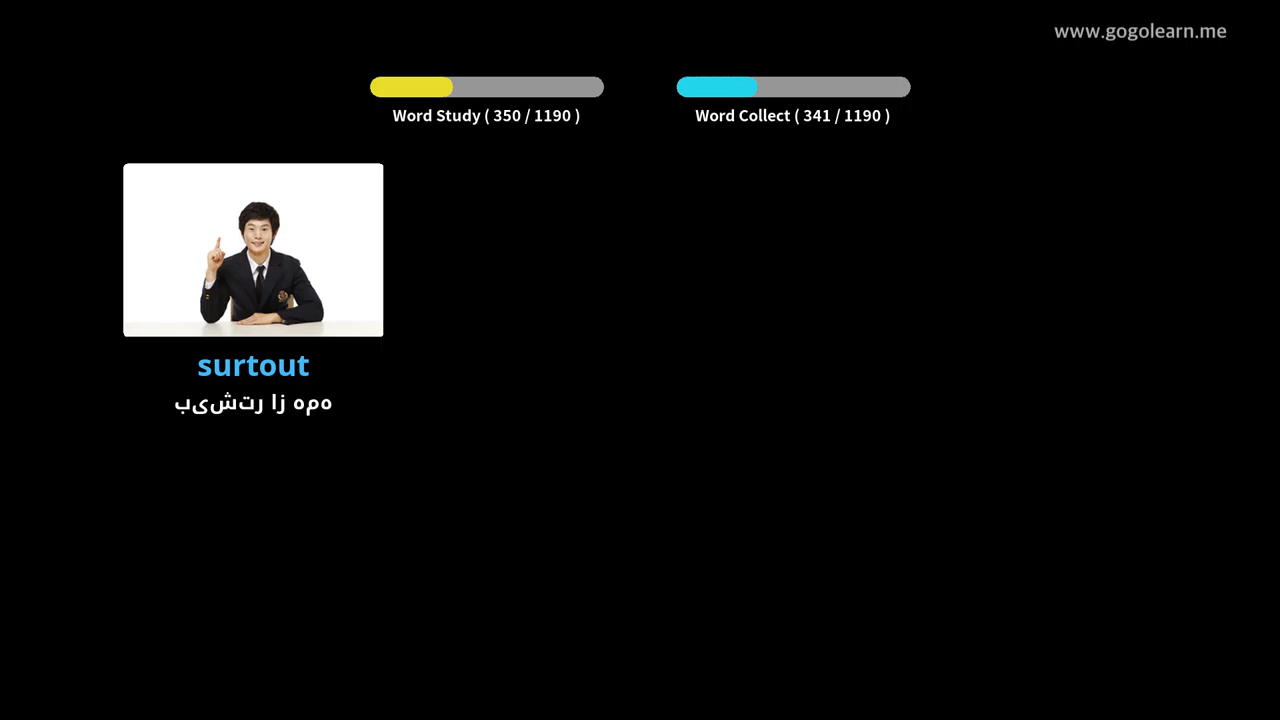 www.gogolearn.me
Word Study ( 350 / 1190 )
Word Collect ( 341 / 1190 )
surtout
بیشتر از همه